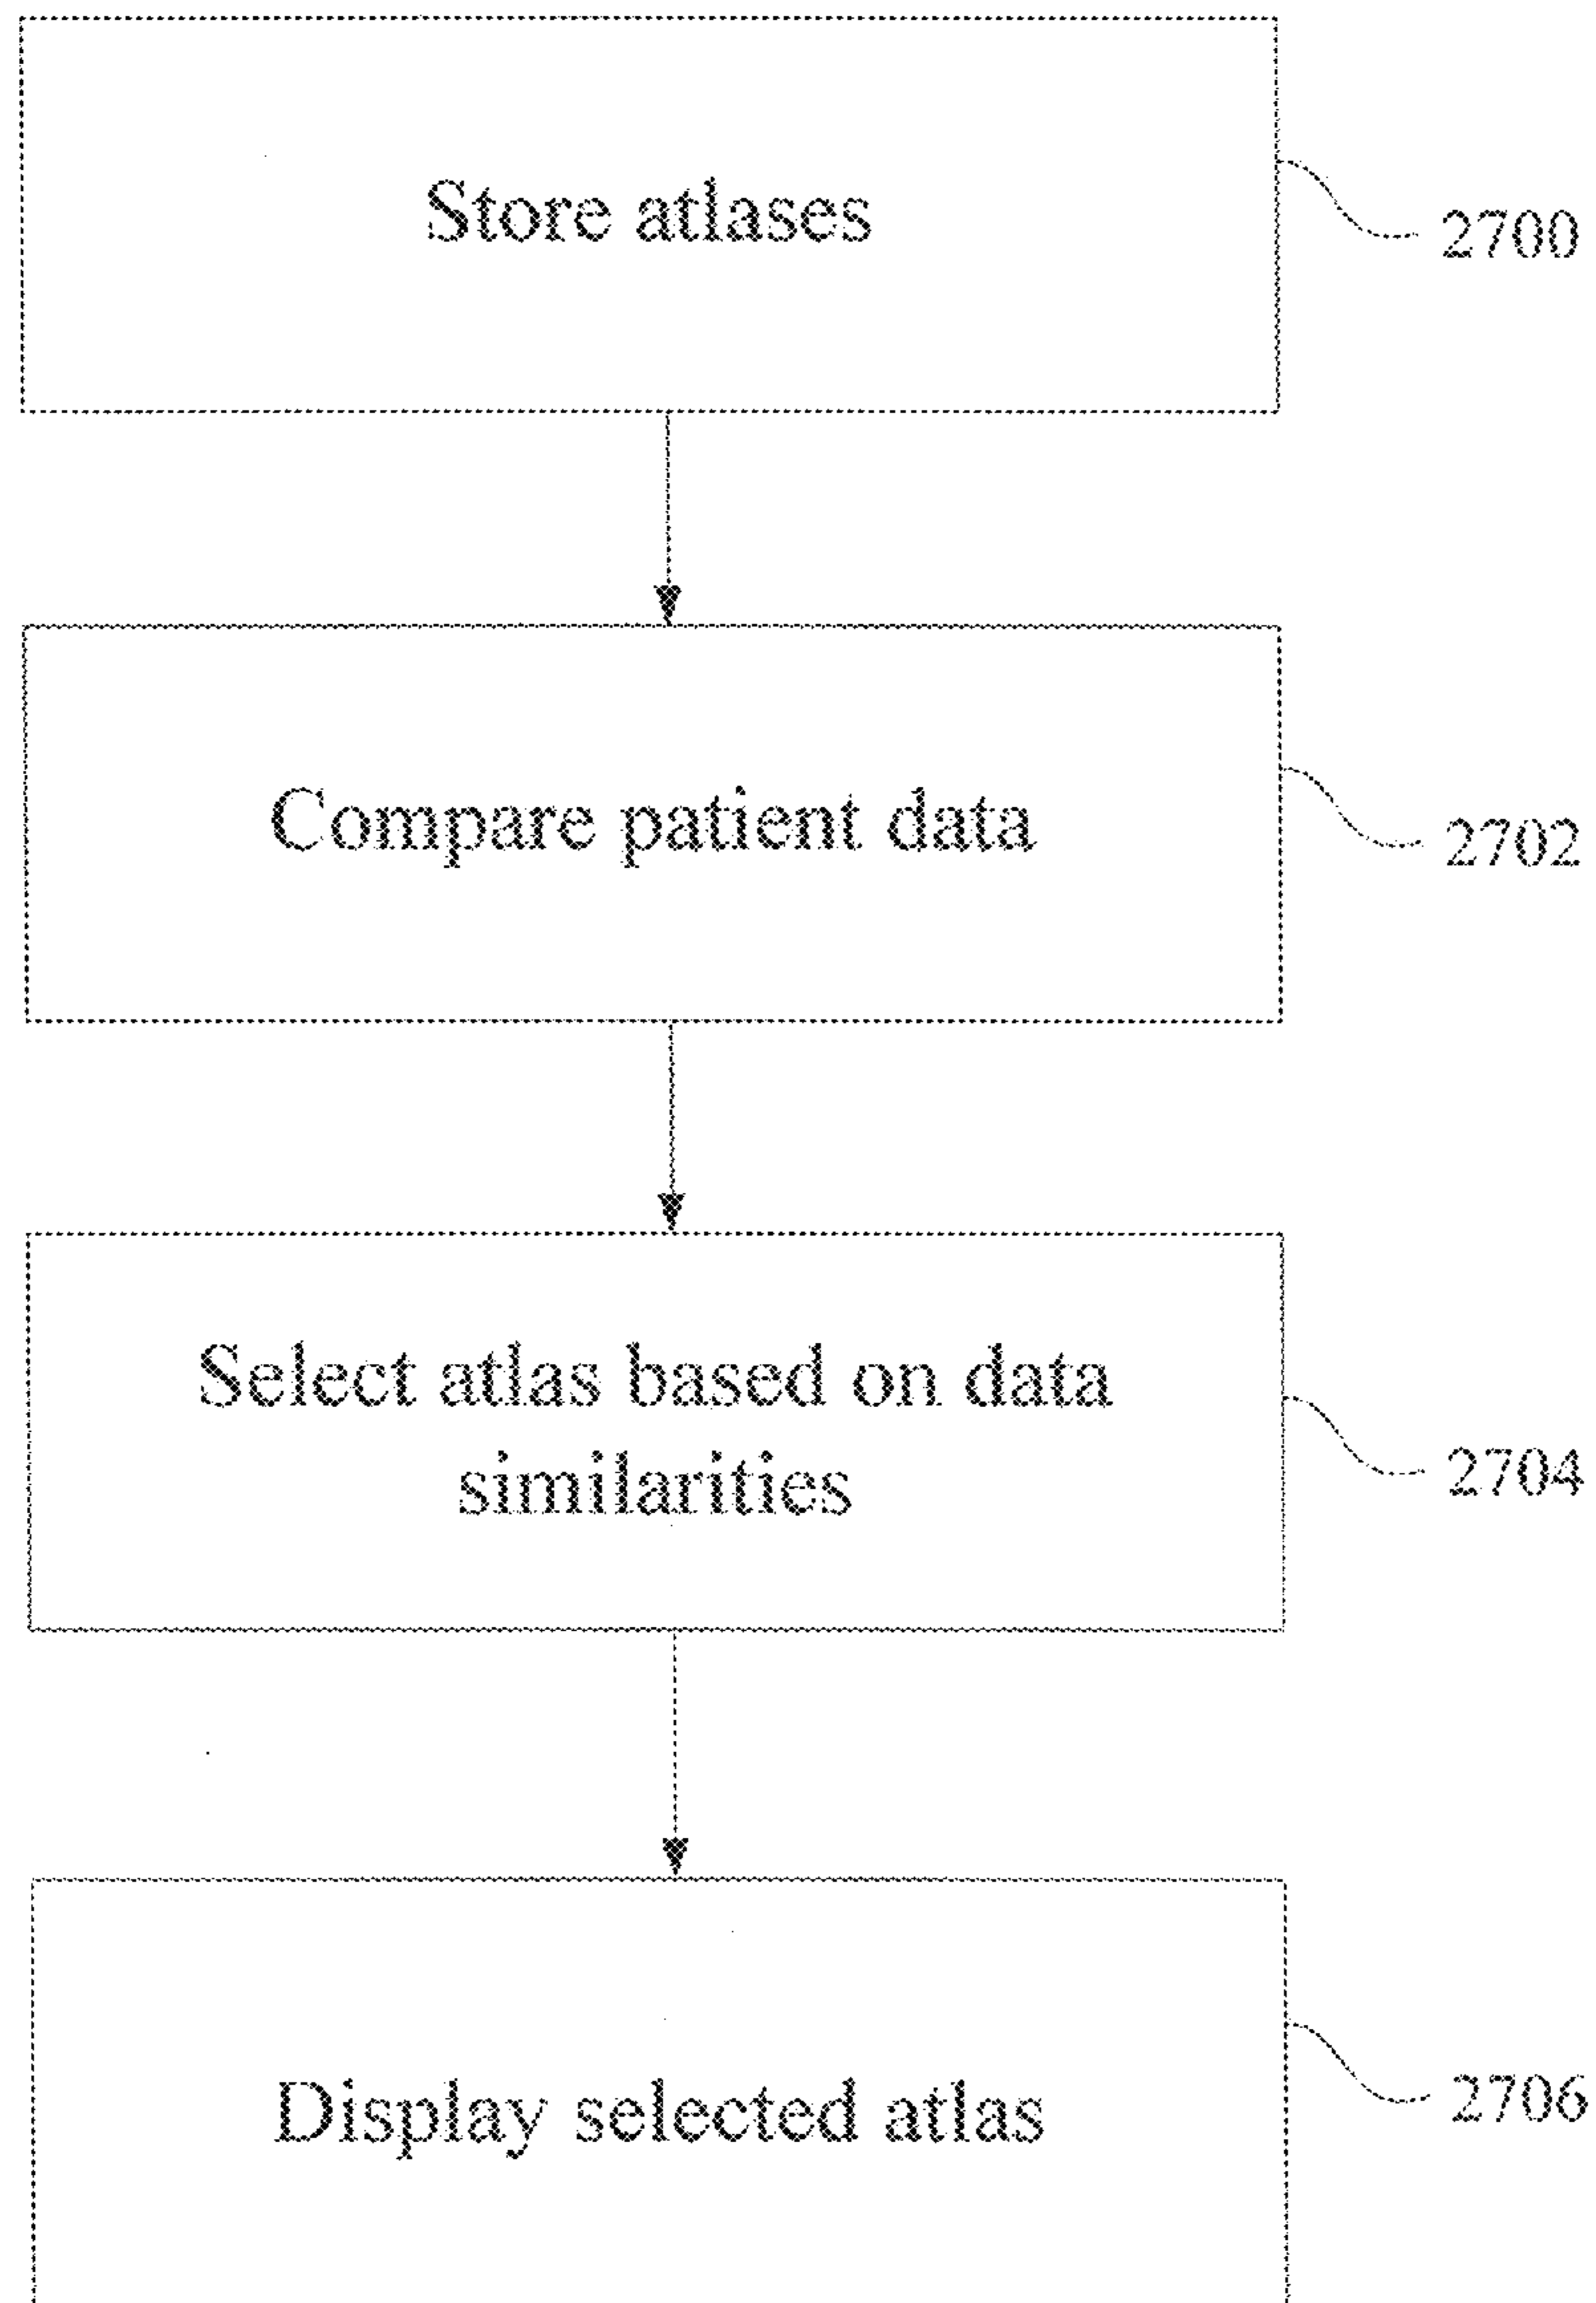 Store atlases
2700
Compare patient data
2702
Select atlas based on data
similarities
2704
Display selected atlas
2706